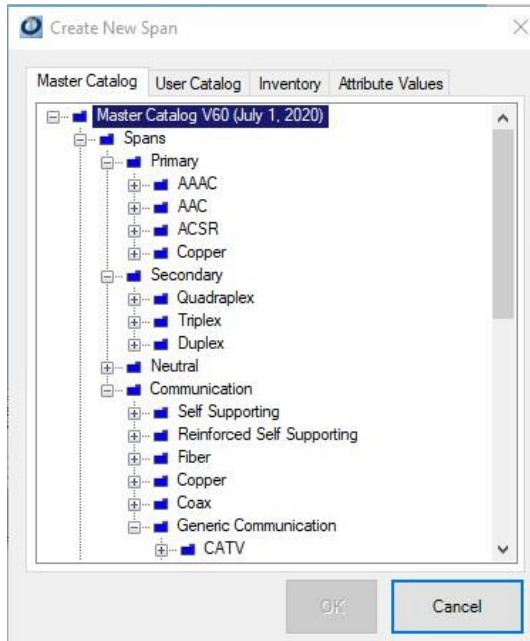 Create New Span
Master Catalog User Catalog Inventory Attribute Values
Master Catalog V60 (July 1, 2020)
Spans
Primary
AAAC
AAC
ACSR
Copper
Secondary
Quadraplex
Triplex
Duplex
Neutral
Communication
Self Supporting
Reinforced Self Supporting
Fiber
Copper
Coax
Generic Communication
CATV
OK Cancel